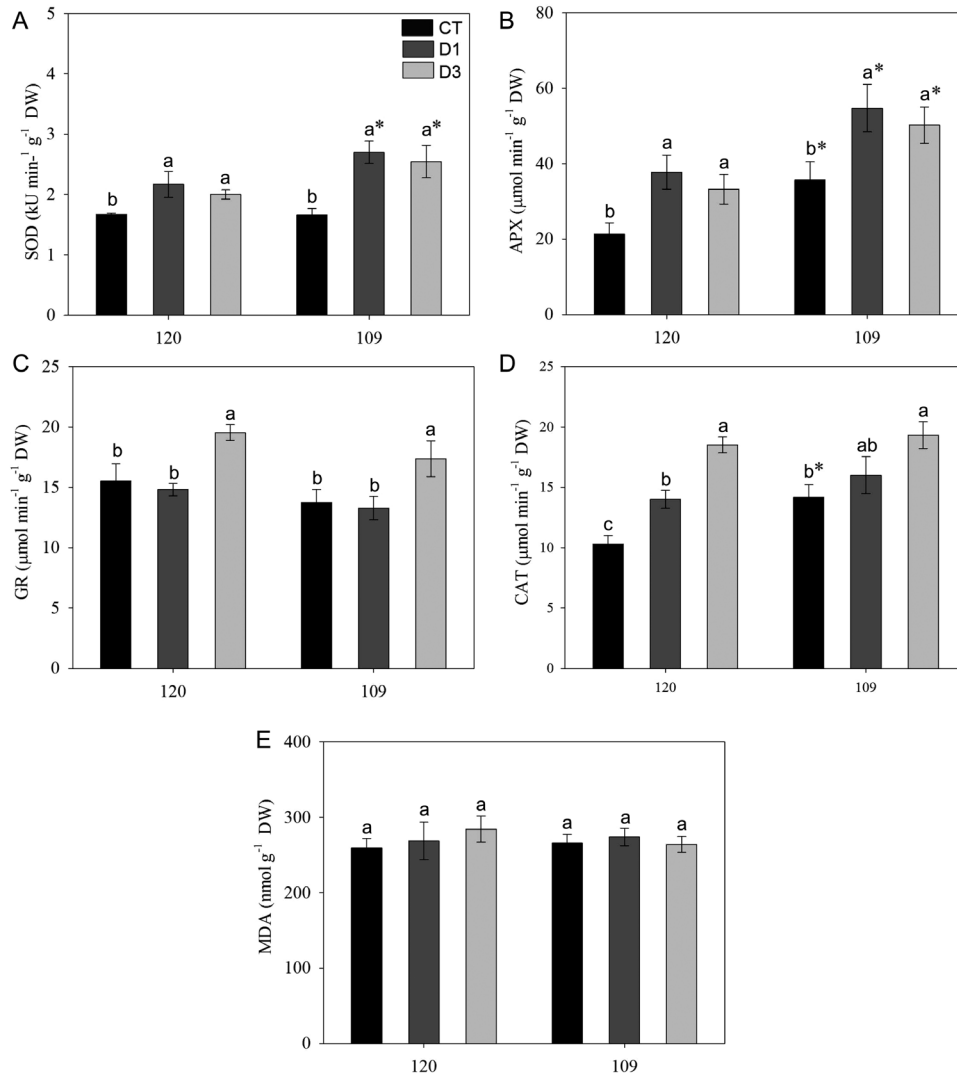 A
SOD (kU min-¹ g⁻¹ DW)
5
4
3
2
1
0
CT
D1
D3
b
a
a
b
a*
a*
120
109
B
APX (μmol min⁻¹ g⁻¹ DW)
80
60
40
20
0
b
a
a
b*
a*
a*
120
109
C
GR (μmol min⁻¹ g⁻¹ DW)
25
20
15
10
5
0
b
b
a
b
b
a
120
109
D
CAT (μmol min⁻¹ g⁻¹ DW)
25
20
15
10
5
0
c
b
a
b*
ab
a
120
109
E
MDA (nmol g⁻¹ DW)
400
300
200
100
0
a
a
a
a
a
a
120
109